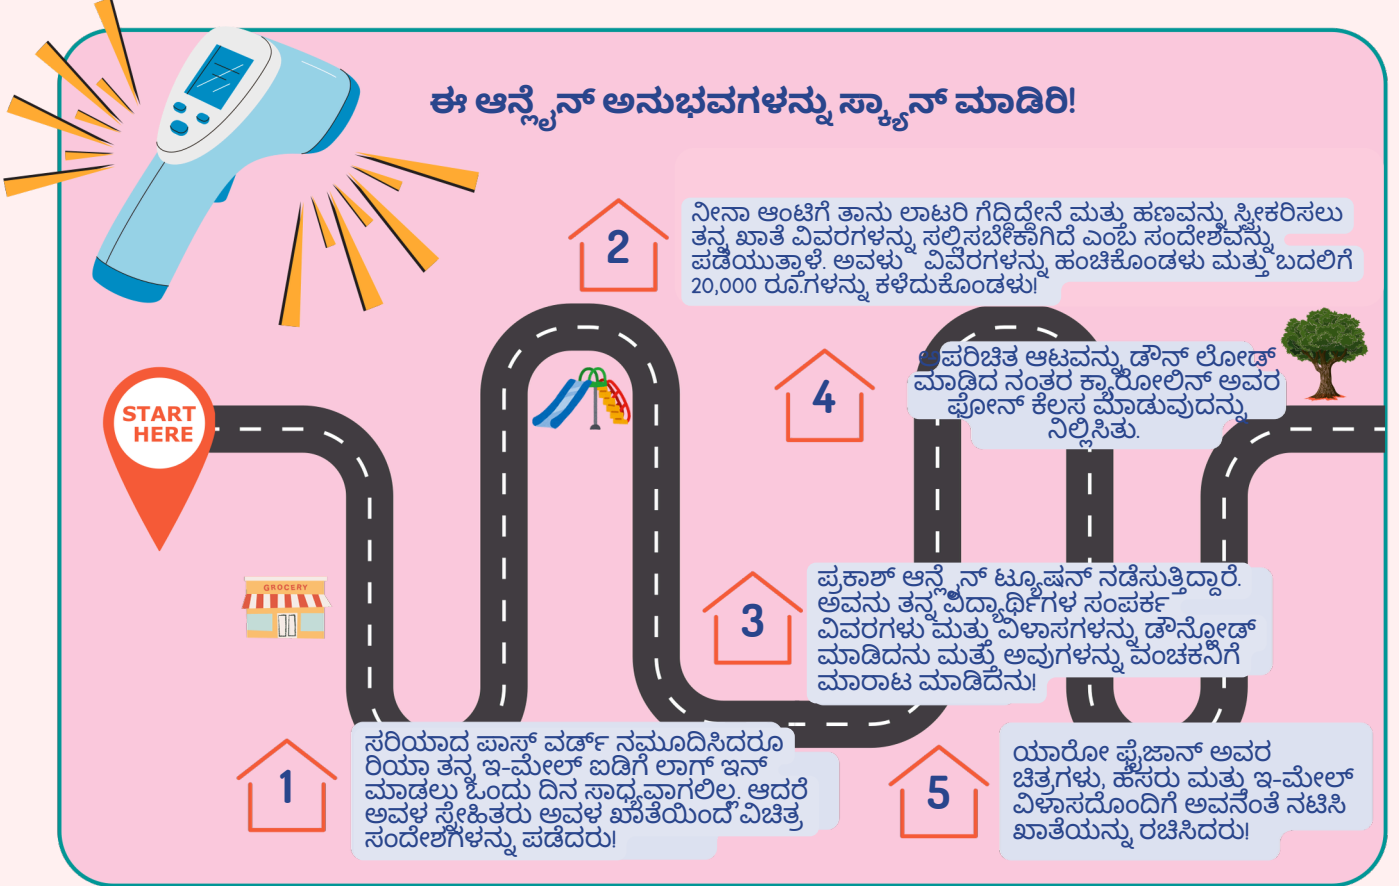 ಈ ಆನ್ಲೈನ್ ಅನುಭವಗಳನ್ನು ಸ್ಕ್ಯಾನ್ ಮಾಡಿರಿ!
START
HERE
GROCERY
1
ಸರಿಯಾದ ಪಾಸ್ ವರ್ಡ್ ನಮೂದಿಸಿದರೂ
ರಿಯಾ ತನ್ನ ಇ-ಮೇಲ್ ಐಡಿಗೆ ಲಾಗ್ ಇನ್
ಮಾಡಲು ಒಂದು ದಿನ ಸಾಧ್ಯವಾಗಲಿಲ್ಲ. ಆದರೆ
ಅವಳ ಸ್ನೇಹಿತರು ಅವಳ ಖಾತೆಯಿಂದ ವಿಚಿತ್ರ
ಸಂದೇಶಗಳನ್ನು ಪಡೆದರು!
2
ನೀನಾ ಆಂಟಿಗೆ ತಾನು ಲಾಟರಿ ಗೆದ್ದಿದ್ದೇನೆ ಮತ್ತು ಹಣವನ್ನು ಸ್ವೀಕರಿಸಲು
ತನ್ನ ಖಾತೆ ವಿವರಗಳನ್ನು ಸಲ್ಲಿಸಬೇಕಾಗಿದೆ ಎಂಬ ಸಂದೇಶವನ್ನು
ಪಡೆಯುತ್ತಾಳೆ. ಅವಳು ವಿವರಗಳನ್ನು ಹಂಚಿಕೊಂಡಳು ಮತ್ತು ಬದಲಿಗೆ
20,000 ರೂ.ಗಳನ್ನು ಕಳೆದುಕೊಂಡಳು!
3
ಪ್ರಕಾಶ್ ಆನ್ಲೈನ್ ಟ್ಯೂಷನ್ ನಡೆಸುತ್ತಿದ್ದಾರೆ.
ಅವನು ತನ್ನ ವಿದ್ಯಾರ್ಥಿಗಳ ಸಂಪರ್ಕ
ವಿವರಗಳು ಮತ್ತು ವಿಳಾಸಗಳನ್ನು ಡೌನ್ಲೋಡ್
ಮಾಡಿದನು ಮತ್ತು ಅವುಗಳನ್ನು ವಂಚಕನಿಗೆ
ಮಾರಾಟ ಮಾಡಿದನು!
4
ಅಪರಿಚಿತ ಆಟವನ್ನು ಡೌನ್ ಲೋಡ್
ಮಾಡಿದ ನಂತರ ಕ್ಯಾರೋಲಿನ್ ಅವರ
ಫೋನ್ ಕೆಲಸ ಮಾಡುವುದನ್ನು
ನಿಲ್ಲಿಸಿತು.
5
ಯಾರೋ ಫೈಜಾನ್ ಅವರ
ಚಿತ್ರಗಳು, ಹೆಸರು ಮತ್ತು ಇ-ಮೇಲ್
ವಿಳಾಸದೊಂದಿಗೆ ಅವನಂತೆ ನಟಿಸಿ
ಖಾತೆಯನ್ನು ರಚಿಸಿದರು!